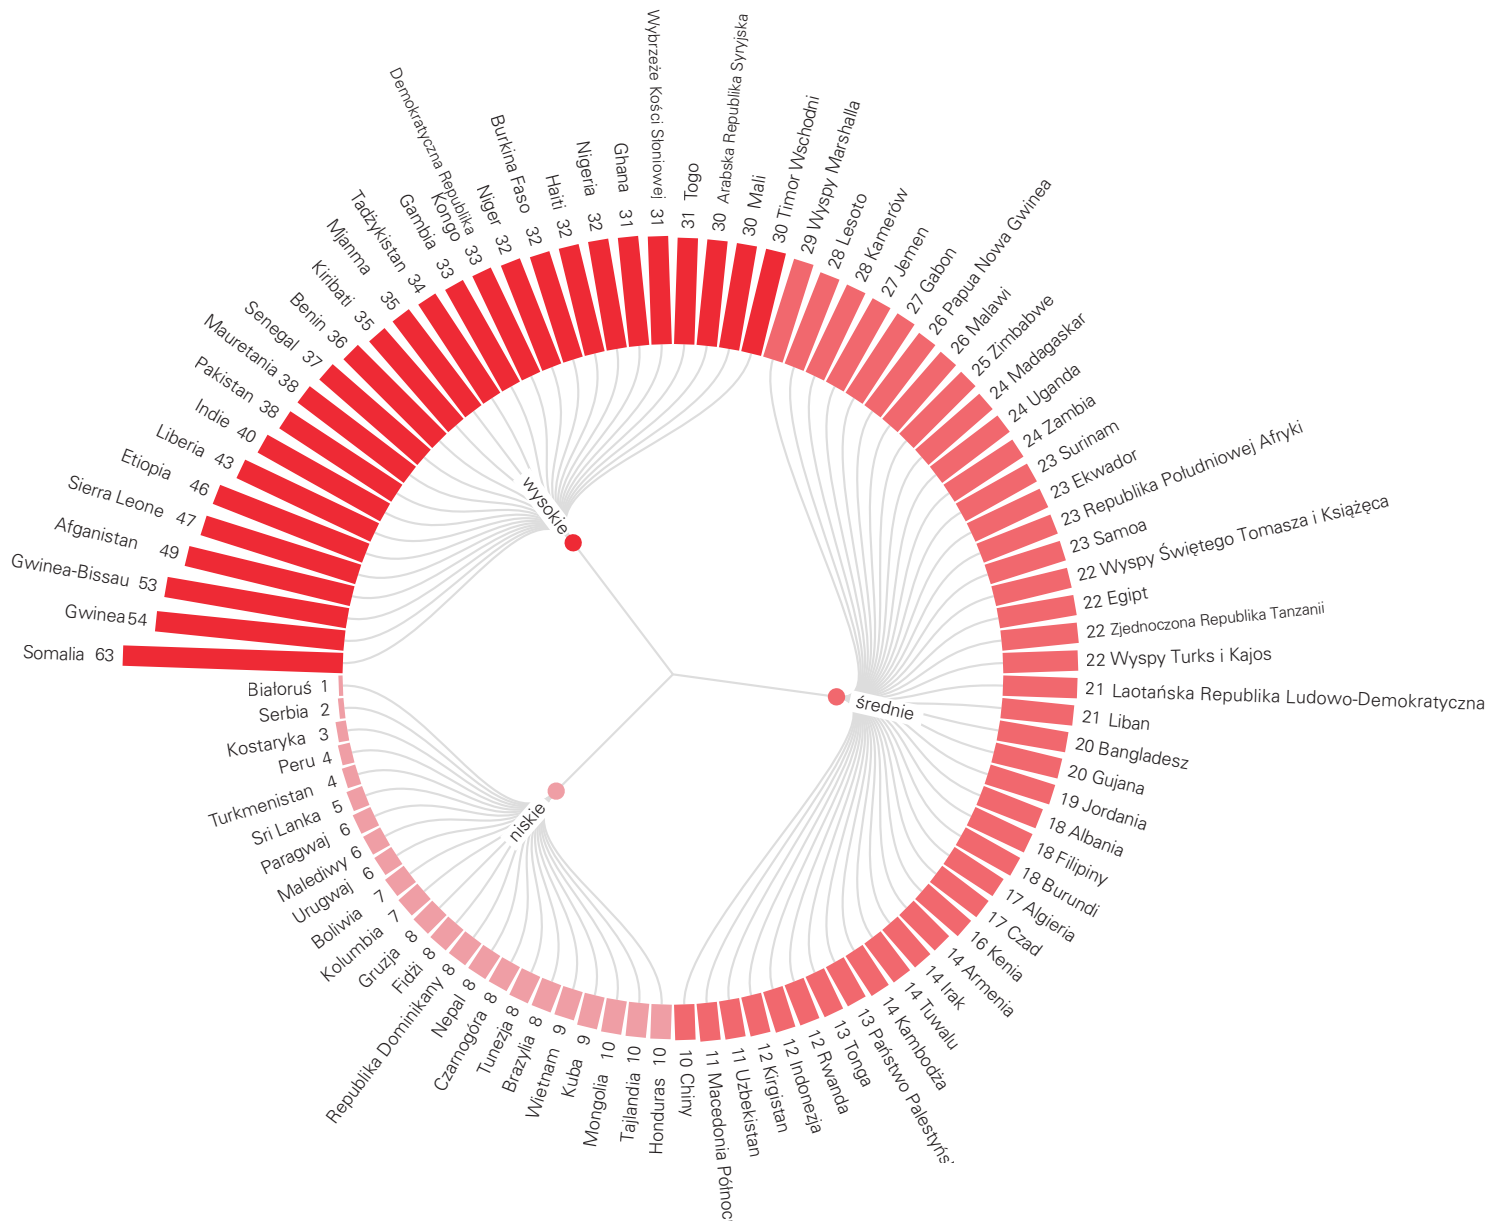 Somalia 63
Gwinea 54
Gwinea-Bissau 53
Afganistan 49
Sierra Leone 47
Etiopia 46
Liberia 43
Indie 40
Pakistan 38
Mauretania 38
Senegal 37
Benin 36
Kiribati 35
Mjanma 35
Tadżykistan 34
Gambia 33
Demokratyczna Republika
Kongo 33
Niger 32
Burkina Faso 32
Haiti 32
Nigeria 32
Ghana 31
Wybrzeże Kości Słoniowej 31
31 Togo
30 Arabska Republika Syryjska
30 Mali
30 Timor Wschodni
29 Wyspy Marshalla
28 Lesoto
28 Kamerów
27 Jemen
27 Gabon
26 Papua Nowa Gwinea
26 Malawi
25 Zimbabwe
24 Madagaskar
24 Uganda
24 Zambia
23 Surinam
23 Ekwador
23 Republika Południowej Afryki
23 Samoa
22 Wyspy Świętego Tomasza i Książęca
22 Egipt
22 Zjednoczona Republika Tanzanii
22 Wyspy Turks i Kajos
21 Laotańska Republika Ludowo-Demokratyczna
21 Liban
20 Bangladesz
20 Gujana
19 Jordania
18 Albania
18 Filipiny
18 Burundi
17 Algieria
17 Czad
16 Kenia
14 Armenia
14 Irak
14 Tuwalu
14 Kambodża
13 Państwo Palestyńs
13 Tonga
12 Rwanda
12 Indonezja
12 Kirgistan
11 Uzbekistan
11 Macedonia Północ
10 Chiny
Honduras 10
Tajlandia 10
Mongolia 10
Kuba 9
Wietnam 9
Brazylia 8
Tunezja 8
Czarnogóra 8
Nepal 8
Republika Dominikany 8
Fidżi 8
Gruzja 8
Kolumbia 7
Boliwia 7
Urugwaj 6
Malediwy 6
Paragwaj 6
Sri Lanka 5
Turkmenistan 4
Peru 4
Kostaryka 3
Serbia 2
Białoruś 1
wysokie
średnie
niskie